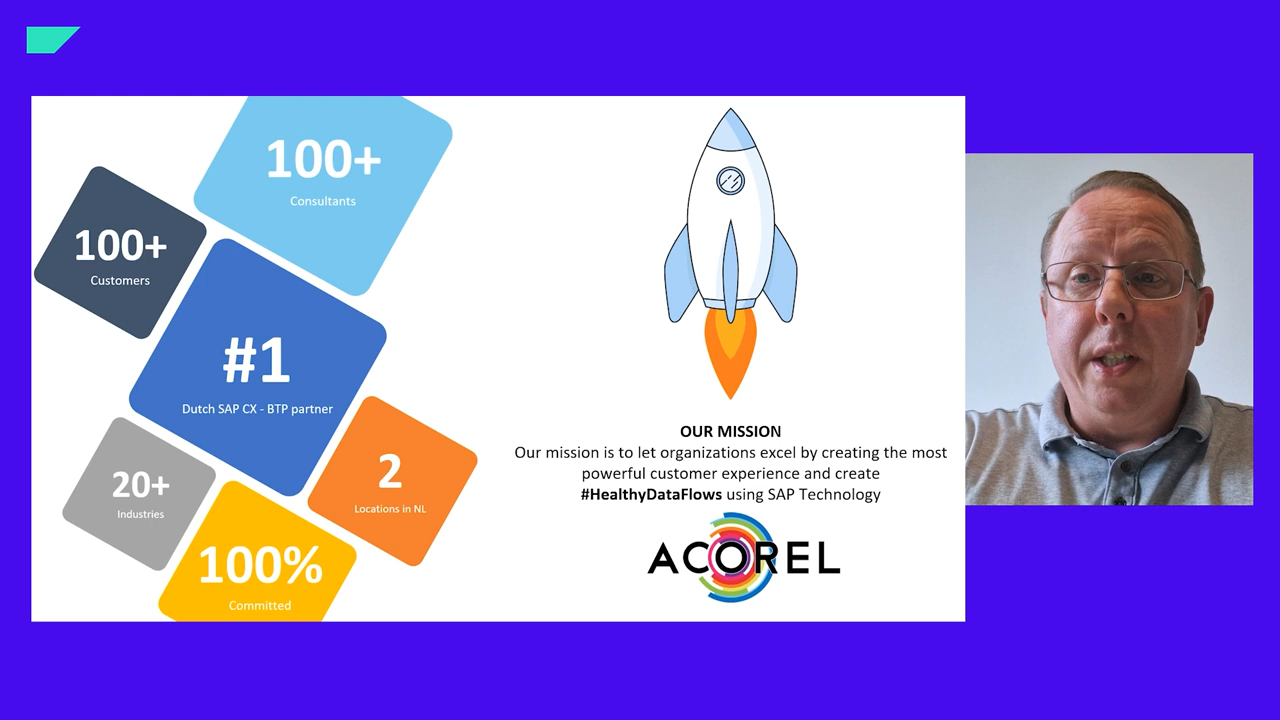 100+
Consultants
100+
Customers
#1
Dutch SAP CX - BTP partner
2
Locations in NL
20+
Industries
100%
Committed
OUR MISSION
Our mission is to let organizations excel by creating the most
powerful customer experience and create
#HealthyDataFlows using SAP Technology
ACOREL